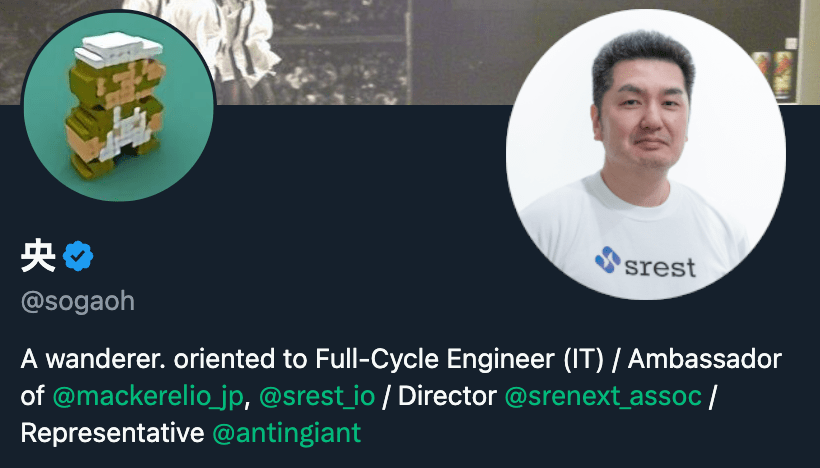 srest
央
@sogaoh
A wanderer. oriented to Full-Cycle Engineer (IT) / Ambassador
of @mackerelio_jp, @srest_io / Director @srenext_assoc /
Representative @antingiant